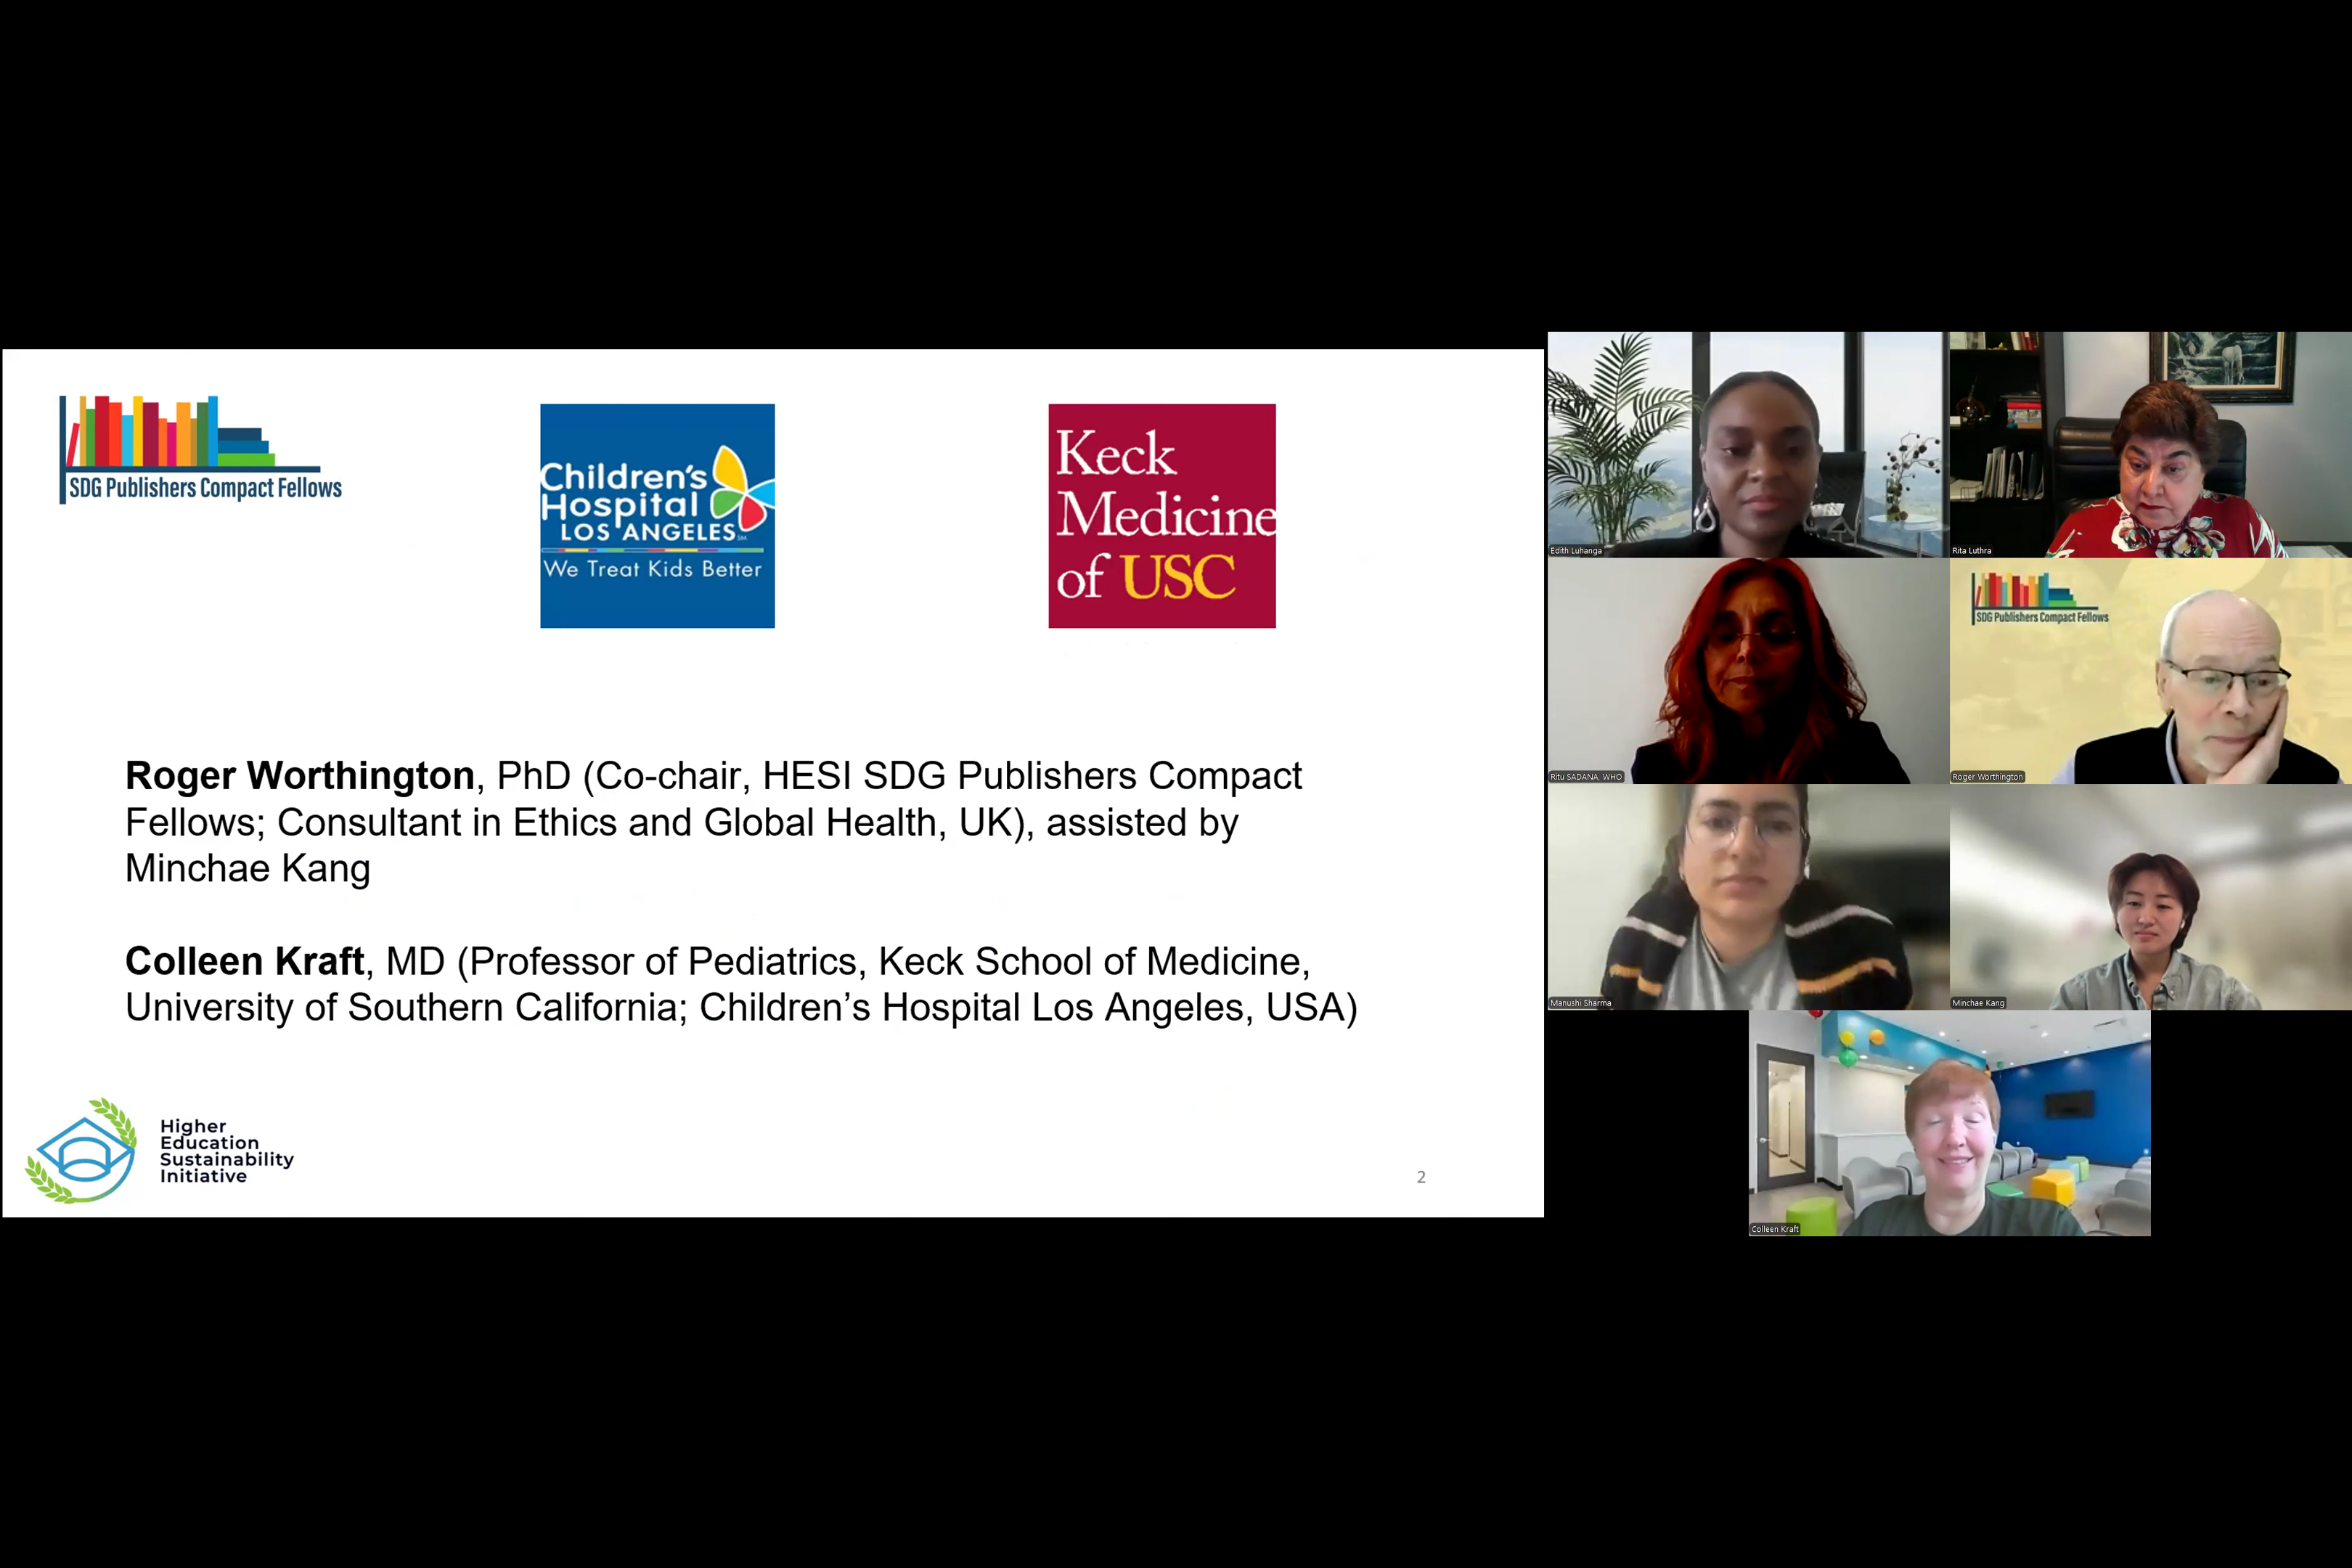 SDG Publishers Compact Fellows
Children's
Hospital
LOS ANGELES SM
We Treat Kids Better
Keck
Medicine
of USC
Roger Worthington, PhD (Co-chair, HESI SDG Publishers Compact
Fellows; Consultant in Ethics and Global Health, UK), assisted by
Minchae Kang
Colleen Kraft, MD (Professor of Pediatrics, Keck School of Medicine,
University of Southern California; Children’s Hospital Los Angeles, USA)
Higher
Education
Sustainability
Initiative
2
Edith Luhanga
Rita Luthra
Ritu SADANA, WHO
SDG Publishers Compact Fellows
Roger Worthington
Manushi Sharma
Minchae Kang
Colleen Kraft